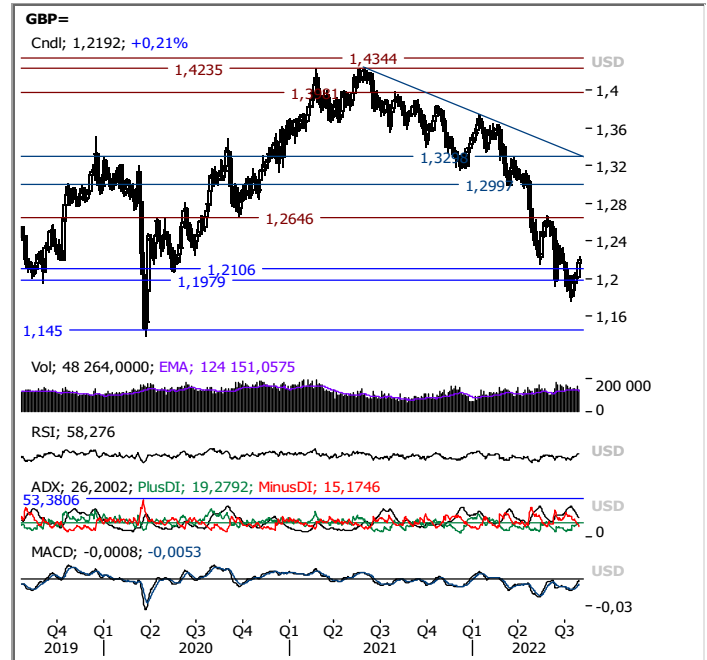 GBP=
Cndl; 1,2192; +0,21%
USD
1,4344
1,4235
1,4
1,3981
1,36
1,3298
1,32
1,2997
1,28
1,2646
1,24
1,2106
1,1979
1,2
1,16
1,145
Vol; 48 264,0000; EMA; 124 151,0575
200 000
0
RSI; 58,276
USD
ADX; 26,2002; PlusDI; 19,2792; MinusDI; 15,1746
53,3806
USD
0
MACD; -0,0008; -0,0053
USD
-0,03
Q4 Q1 Q2 Q3 Q4 Q1 Q2 Q3 Q4 Q1 Q2 Q3
2019 2020 2021 2022